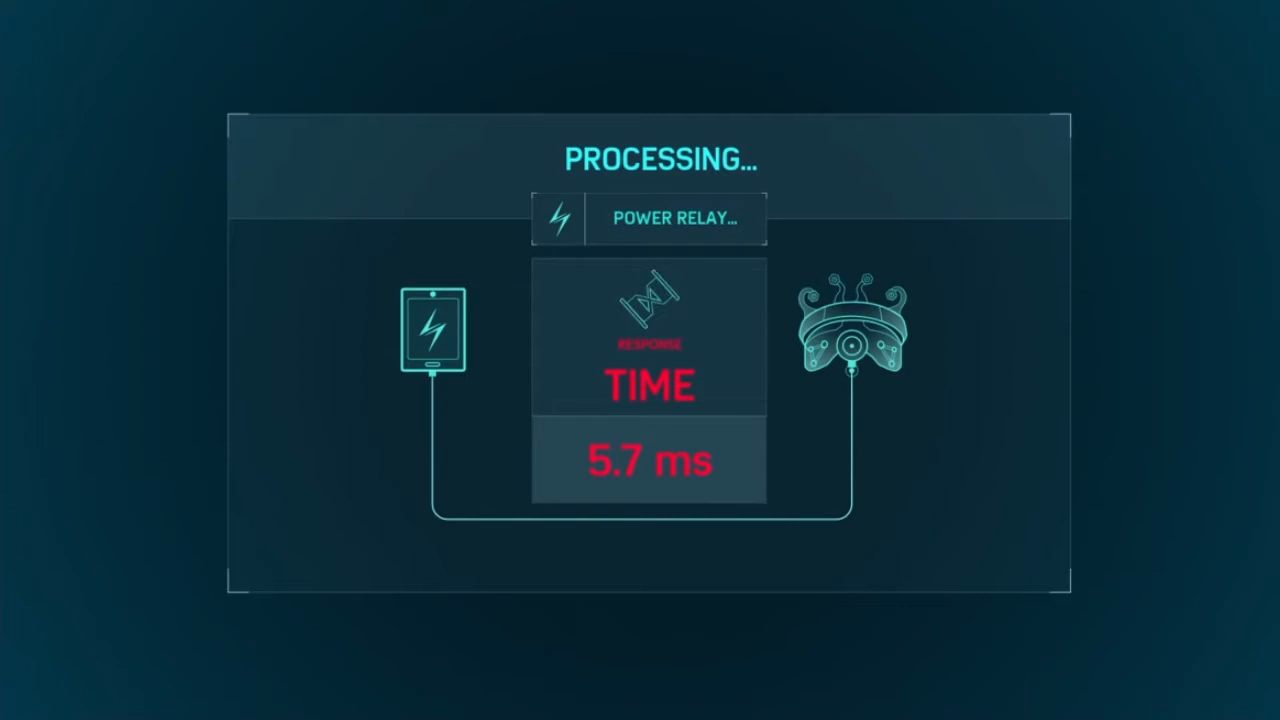 PROCESSING...
POWER RELAY...
RESPONSE
TIME
5.7 ms